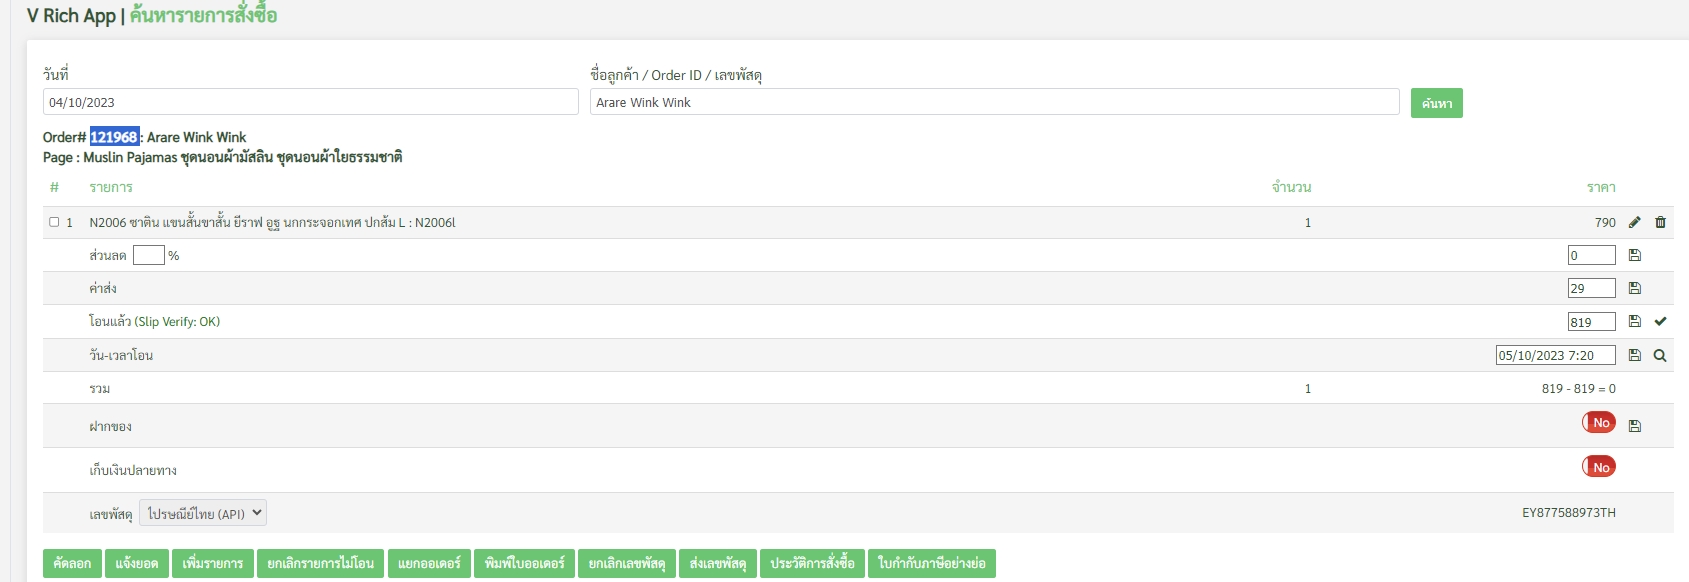 V Rich App | ค้นหารายการสั่งซื้อ
วันที่ ชื่อลูกค้า / Order ID / เลขพัสดุ
04/10/2023 Arare Wink Wink ค้นหา
Order# 121968 : Arare Wink Wink
Page : Muslin Pajamas ชุดนอนผ้ามัสลิน ชุดนอนผ้าใยธรรมชาติ
# รายการ จำนวน ราคา
1 N2006 ซาติน แขนสั้นขาสั้น ยีราฟ อูฐ นกกระจอกเทศ ปกส้ม L : N2006l 1 790
ส่วนลด % 0
ค่าส่ง 29
โอนแล้ว (Slip Verify: OK) 819
วัน-เวลาโอน 05/10/2023 7:20
รวม 1 819 - 819 = 0
ฝากของ No
เก็บเงินปลายทาง No
เลขพัสดุ ไปรษณีย์ไทย (API) EY877588973TH
คัดลอก แจ้งยอด เพิ่มรายการ ยกเลิกรายการไม่โอน แยกออเดอร์ พิมพ์ใบออเดอร์ ยกเลิกเลขพัสดุ ส่งเลขพัสดุ ประวัติการสั่งซื้อ ใบกำกับภาษีอย่างย่อ